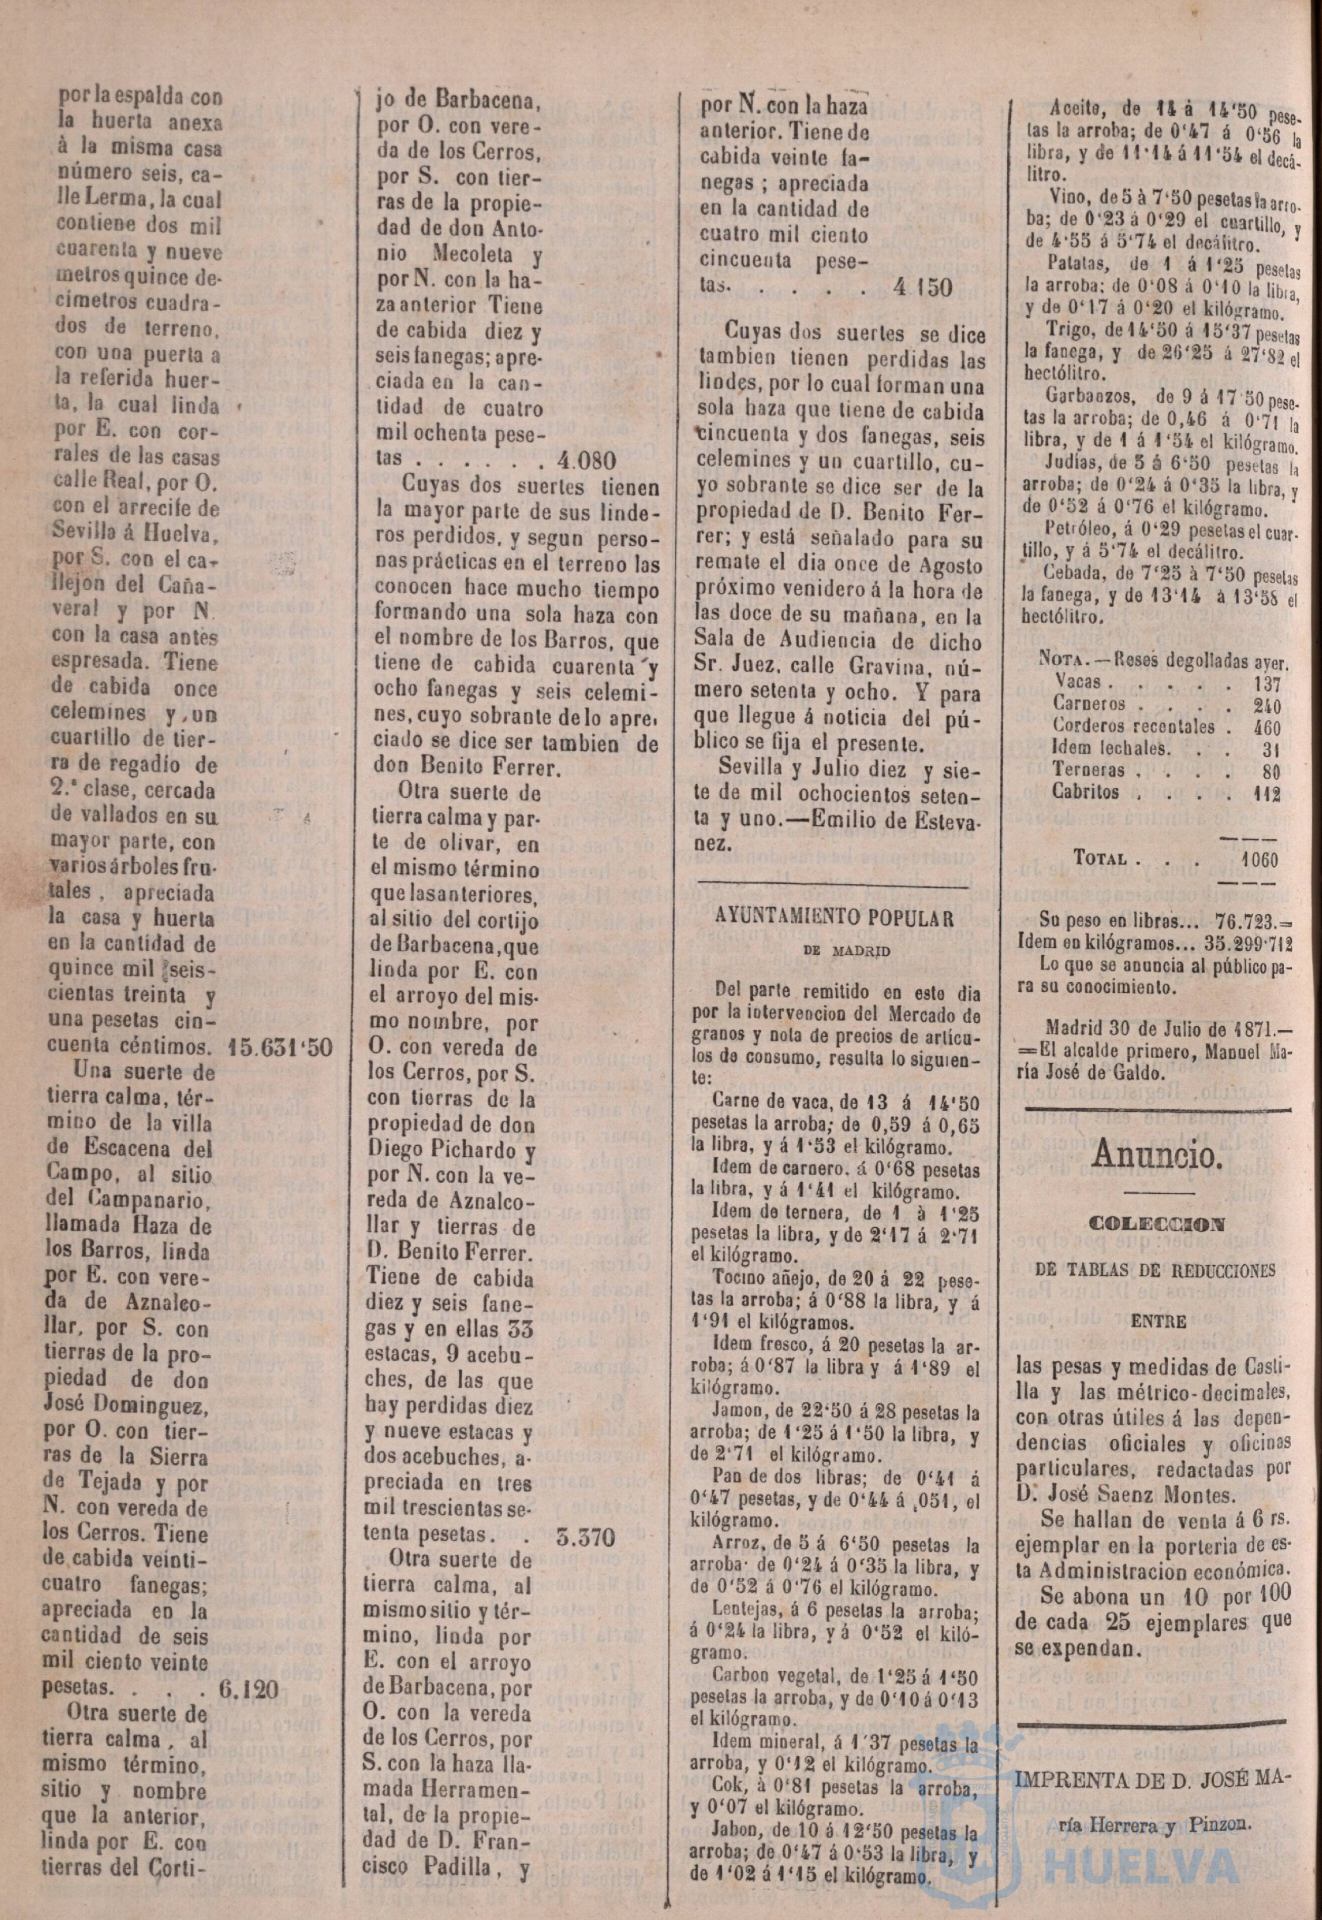 por la espalda con
la huerta anexa
à la misma casa
número seis, ca-
lle Lerma, la cual
contiene dos mil
cuarenta y nueve
metros quince de-
címetros cuadra-
dos de terreno,
con una puerta a
la referida huer-
ta, la cual linda
por E. con cor-
rales de las casas
calle Real, por O.
con el arrecife de
Sevilla á Huelva,
por S. con el ca-
llejon del Caña-
veral y por N
con la casa antes
espresada. Tiene
de cabida once
celemines y un
cuartillo de tier-
ra de regadío de
2.ª clase, cercada
de vallados en su
mayor parte, con
varios árboles fru-
tales, apreciada
la casa y huerta
en la cantidad de
quince mil seis-
cientas treinta y
una pesetas cin-
cuenta céntimos. 15.631'50
Una suerte de
tierra calma, tér-
mino de la villa
de Escacena del
Campo, al sitio
del Campanario,
llamada Haza de
los Barros, linda
por E. con vere-
da de Aznalco-
llar, por S. con
tierras de la pro-
piedad de don
José Dominguez,
por O. con tier-
ras de la Sierra
de Tejada y por
N. con vereda de
los Cerros. Tiene
de cabida veinti-
cuatro fanegas;
apreciada en la
cantidad de seis
mil ciento veinte
pesetas. . . . 6.120
Otra suerte de
tierra calma, al
mismo término,
sitio y nombre
que la anterior,
linda por E. con
tierras del Corti-
jo de Barbacena,
por O. con vere-
da de los Cerros,
por S. con tier-
ras de la propie-
dad de don Anto-
nio Mecoleta y
por N. con la ha-
za anterior Tiene
de cabida diez y
seis fanegas; apre-
ciada en la can-
tidad de cuatro
mil ochenta pese-
tas . . . . . . 4.080
Cuyas dos suertes tienen
la mayor parte de sus linde-
ros perdidos, y segun perso-
nas prácticas en el terreno las
conocen hace mucho tiempo
formando una sola haza con
el nombre de los Barros, que
tiene de cabida cuarenta y
ocho fanegas y seis celemi-
nes, cuyo sobrante de lo apre-
ciado se dice ser tambien de
don Benito Ferrer.
Otra suerte de
tierra calma y par-
te de olivar, en
el mismo término
que las anteriores,
al sitio del cortijo
de Barbacena, que
linda por E. con
el arroyo del mis-
mo nombre, por
O. con vereda de
los Cerros, por S.
con tierras de la
propiedad de don
Diego Pichardo y
por N. con la ve-
reda de Aznalco-
llar y tierras de
D. Benito Ferrer.
Tiene de cabida
diez y seis fane-
gas y en ellas 33
estacas, 9 acebu-
ches, de las que
hay perdidas diez
y nueve estacas y
dos acebuches, a-
preciada en tres
mil trescientas se-
tenta pesetas. . 3.370
Otra suerte de
tierra calma, al
mismo sitio y tér-
mino, linda por
E. con el arroyo
de Barbacena, por
O. con la vereda
de los Cerros, por
S. con la haza lla-
mada Herramen-
tal, de la propie-
dad de D. Fran-
cisco Padilla, y
por N. con la haza
anterior. Tiene de
cabida veinte fa-
negas; apreciada
en la cantidad de
cuatro mil ciento
cincuenta pese-
tas. . . . . 4 150
Cuyas dos suertes se dice
tambien tienen perdidas las
lindes, por lo cual forman una
sola haza que tiene de cabida
cincuenta y dos fanegas, seis
celemines y un cuartillo, cu-
yo sobrante se dice ser de la
propiedad de D. Benito Fer-
rer; y está señalado para su
remate el dia once de Agosto
próximo venidero á la hora de
las doce de su mañana, en la
Sala de Audiencia de dicho
Sr. Juez, calle Gravina, nú-
mero setenta y ocho. Y para
que llegue á noticia del pú-
blico se fija el presente.
Sevilla y Julio diez y sie-
te de mil ochocientos seten-
ta y uno.—Emilio de Esteva-
nez.
AYUNTAMIENTO POPULAR
DE MADRID
Del parte remitido en este dia
por la intervencion del Mercado de
granos y nota de precios de artícu-
los de consumo, resulta lo siguien-
te:
Carne de vaca, de 13 á 14'50
pesetas la arroba; de 0,59 á 0,65
la libra, y á 1'53 el kilógramo.
Idem de carnero. á 0'68 pesetas
la libra, y á 1'41 el kilógramo.
Idem de ternera, de 1 à 1'25
pesetas la libra, y de 2'17 á 2'71
el kilógramo.
Tocino añejo, de 20 á 22 pese-
tas la arroba; á 0'88 la libra, y á
1'91 el kilógramos.
Idem fresco, á 20 pesetas la ar-
roba; á 0'87 la libra y á 1'89 el
kilógramo.
Jamon, de 22'50 á 28 pesetas la
arroba; de 1'25 á 1'50 la libra, y
de 2'71 el kilógramo.
Pan de dos libras; de 0'41 á
0'47 pesetas, y de 0'44 á ,051, el
kilógramo.
Arroz, de 5 á 6'50 pesetas la
arroba· de 0'24 á 0'35 la libra, y
de 0'52 á 0'76 el kilógramo.
Lentejas, á 6 pesetas la arroba;
á 0'24 la libra, y á 0'52 el kiló-
gramo.
Carbon vegetal, de 1'25 á 1'50
pesetas la arroba, y de 0'10 á 0'13
el kilógramo.
Idem mineral, á 1'37 pesetas la
arroba, y 0'12 el kilógramo.
Cok, à 0'81 pesetas la arroba,
y 0'07 el kilógramo.
Jabon, de 10 á 12'50 pesetas la
arroba; de 0'47 á 0'53 la libra, y
de 1'02 á 1'15 el kilógramo.
Aceite, de 14 á 14'50 pese-
tas la arroba; de 0'47 á 0'56 la
libra, y de 11'14 á 11'54 el decá-
litro.
Vino, de 5 à 7'50 pesetas la arro-
ba; de 0'23 á 0'29 el cuartillo, y
de 4'55 á 5'74 el decálitro.
Patatas, de 1 á 1'25 pesetas
la arroba; de 0'08 á 0'10 la libra,
y de 0'17 á 0'20 el kilógramo.
Trigo, de 14'50 á 15'37 pesetas
la fanega, y de 26'25 á 27'82 el
hectólitro.
Garbanzos, de 9 á 17'50 pese-
tas la arroba; de 0,46 á 0'71 la
libra, y de 1 á 1'54 el kilógramo.
Judías, de 5 á 6'50 pesetas la
arroba; de 0'24 á 0'35 la libra, y
de 0'52 á 0'76 el kilógramo.
Petróleo, á 0'29 pesetas el cuar-
tillo, y á 5'74 el decálitro.
Cebada, de 7'25 à 7'50 pesetas
la fanega, y de 13'14 à 13'58 el
hectólitro.
NOTA.—Reses degolladas ayer.
Vacas . . . . . 137
Carneros . . . . 240
Corderos recentales . 460
Idem lechales. . . 31
Terneras . . . . 80
Cabritos . . . . 112
TOTAL . . . 1060
Su peso en libras... 76.723.=
Idem en kilógramos... 35.299'712
Lo que se anuncia al público pa-
ra su conocimiento.
Madrid 30 de Julio de 1871.—
=El alcalde primero, Manuel Ma-
ría José de Galdo.
Anuncio.
COLECCION
DE TABLAS DE REDUCCIONES
ENTRE
las pesas y medidas de Casti-
lla y las métrico-decimales,
con otras útiles á las depen-
dencias oficiales y oficinas
particulares, redactadas por
D. José Saenz Montes.
Se hallan de venta á 6 rs.
ejemplar en la porteria de es-
ta Administracion económica.
Se abona un 10 por 100
de cada 25 ejemplares que
se expendan.
IMPRENTA DE D. JOSÉ MA-
ría Herrera y Pinzon.
HUELVA